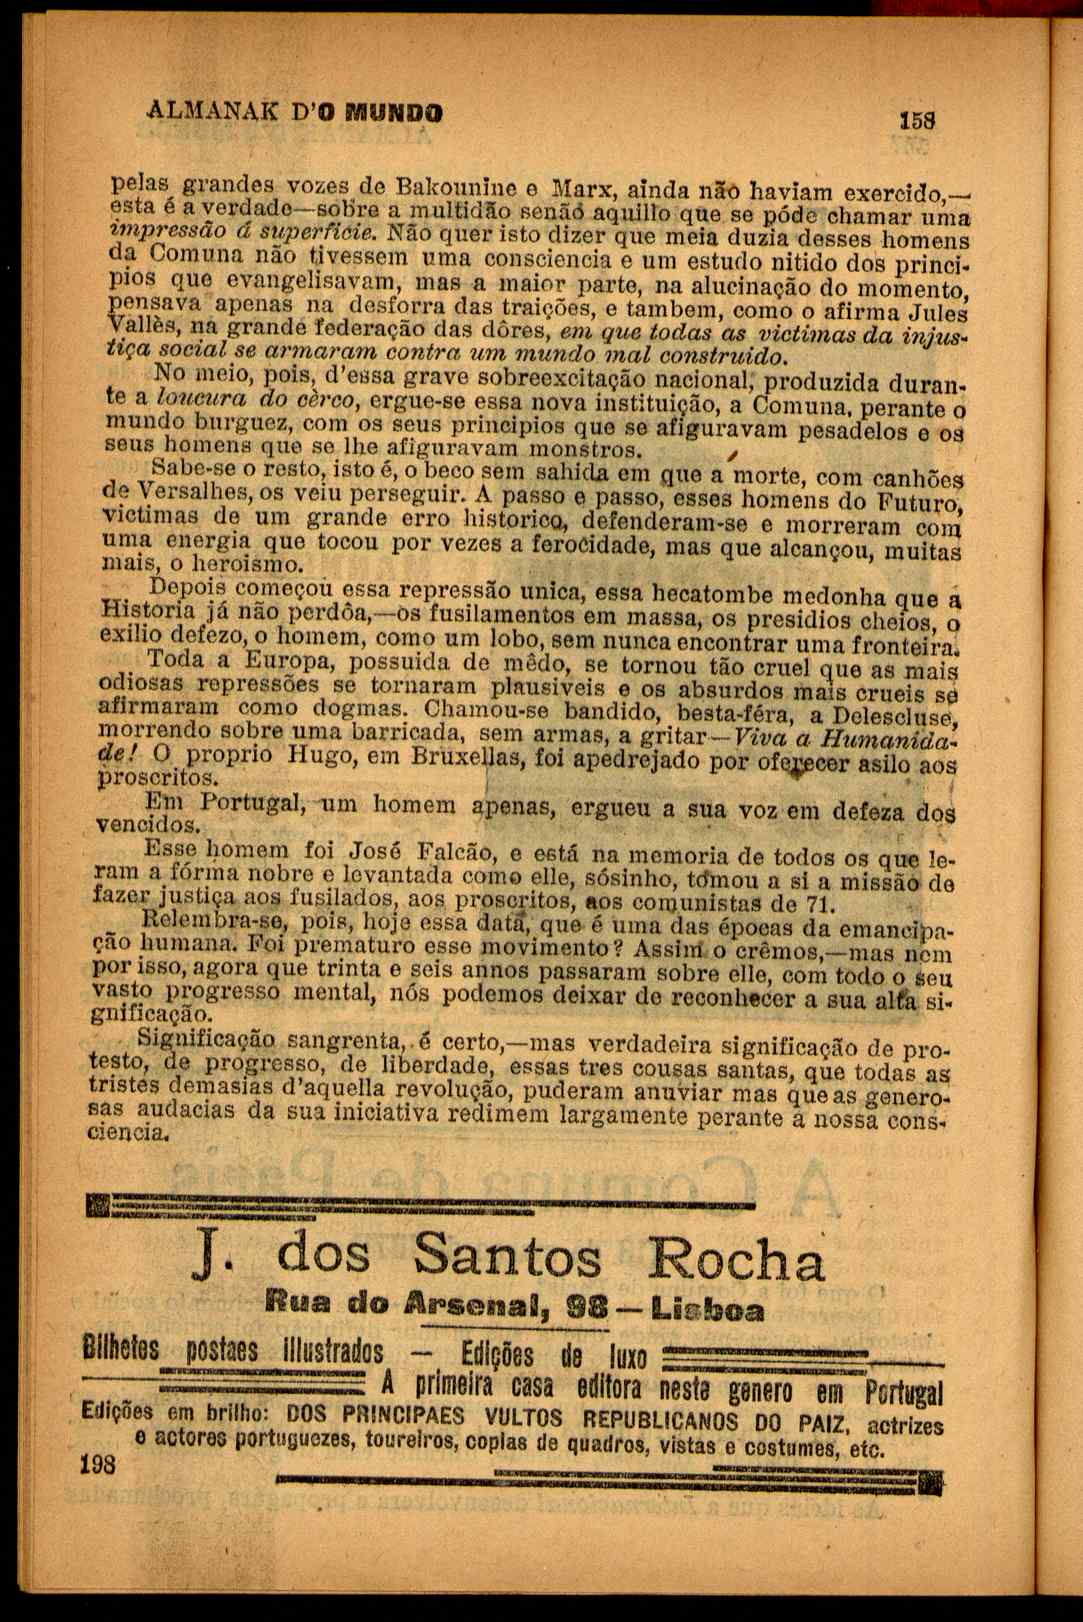 ALMANAK D'O MUNDO
158
pelas grandes vozes de Bakounine e Marx, ainda não haviam exercido,—
esta é a verdade—sobre a multidão senão aquillo que se póde chamar uma
impressão á superficie. Não quer isto dizer que meia duzia desses homens
da Comuna não tivessem uma consciencia e um estudo nitido dos princi-
pios que evangelisavam, mas a maior parte, na alucinação do momento,
pensava apenas na desforra das traições, e tambem, como o afirma Jules
Vallès, na grande federação das dôres, em que todas as victimas da injus-
tiça social se armaram contra um mundo mal construido.
No meio, pois, d'essa grave sobreexcitação nacional, produzida duran-
te a loucura do cêrco, ergue-se essa nova instituição, a Comuna, perante o
mundo burguez, com os seus principios que se afiguravam pesadelos e os
seus homens que se lhe afiguravam monstros.
Sabe-se o resto, isto é, o beco sem sahida em que a morte, com canhões
de Versalhes, os veiu perseguir. A passo e passo, esses homens do Futuro,
victimas de um grande erro historico, defenderam-se e morreram com
uma energia que tocou por vezes a ferocidade, mas que alcançou, muitas
mais, o heroismo.
Depois começou essa repressão unica, essa hecatombe medonha que a
Historia já não perdôa,—os fusilamentos em massa, os presidios cheios, o
exilio defezo, o homem, como um lobo, sem nunca encontrar uma fronteira.
Toda a Europa, possuida de mêdo, se tornou tão cruel que as mais
odiosas repressões se tornaram plausiveis e os absurdos mais crueis se
afirmaram como dogmas. Chamou-se bandido, besta-féra, a Delescluse,
morrendo sobre uma barricada, sem armas, a gritar—Viva a Humanida-
de! O proprio Hugo, em Bruxellas, foi apedrejado por oferecer asilo aos
proscritos.
Em Portugal, um homem apenas, ergueu a sua voz em defeza dos
vencidos.
Esse homem foi José Falcão, e está na memoria de todos os que le-
ram a fórma nobre e levantada como elle, sósinho, tomou a si a missão de
fazer justiça aos fusilados, aos proscritos, aos comunistas de 71.
Relembra-se, pois, hoje essa data, que é uma das épocas da emancipa-
ção humana. Foi prematuro esse movimento? Assim o crêmos,—mas nem
por isso, agora que trinta e seis annos passaram sobre elle, com todo o seu
vasto progresso mental, nós podemos deixar de reconhecer a sua alta si-
gnificação.
Significação sangrenta, é certo,—mas verdadeira significação de pro-
testo, de progresso, de liberdade, essas tres cousas santas, que todas as
tristes demasias d'aquella revolução, puderam anuviar mas que as genero-
sas audacias da sua iniciativa redimem largamente perante a nossa cons-
ciencia.
J. dos Santos Rocha
Rua do Arsenal, 98 — Lisboa
Bilhetes postaes illustrados — Edições de luxo
A primeira casa editora neste genero em Portugal
Edições em brilho: DOS PRINCIPAES VULTOS REPUBLICANOS DO PAIZ, actrizes
e actores portuguezes, toureiros, copias de quadros, vistas e costumes, etc.
198